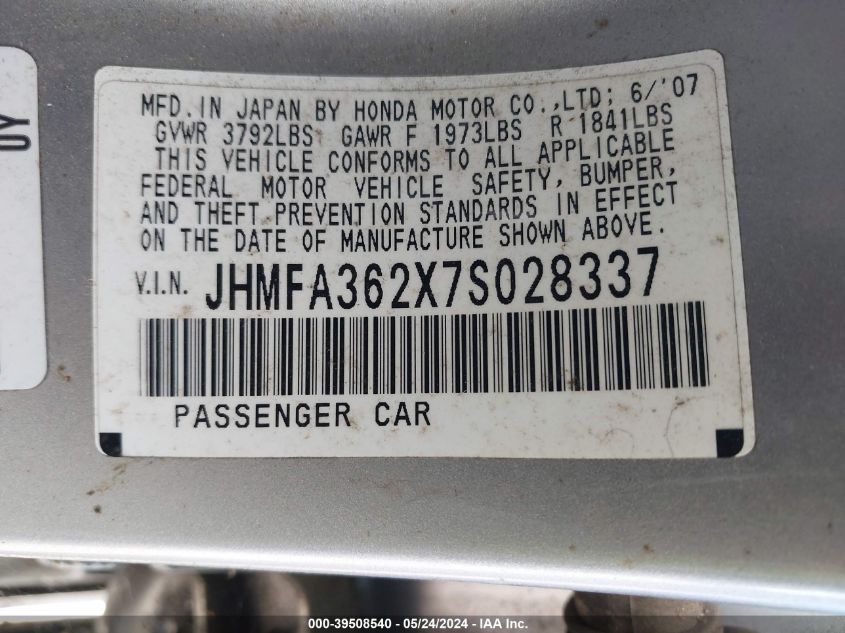 0Y
MFD.IN JAPAN BY HONDA MOTOR CO.,LTD; 6/'07
GVWR 3792LBS GAWR F 1973LBS R 1841LBS
THIS VEHICLE CONFORMS TO ALL APPLICABLE
FEDERAL MOTOR VEHICLE SAFETY, BUMPER,
AND THEFT PREVENTION STANDARDS IN EFFECT
ON THE DATE OF MANUFACTURE SHOWN ABOVE.
V.I.N. JHMFA362X7S028337
PASSENGER CAR
000-39508540 - 05/24/2024 - IAA Inc.